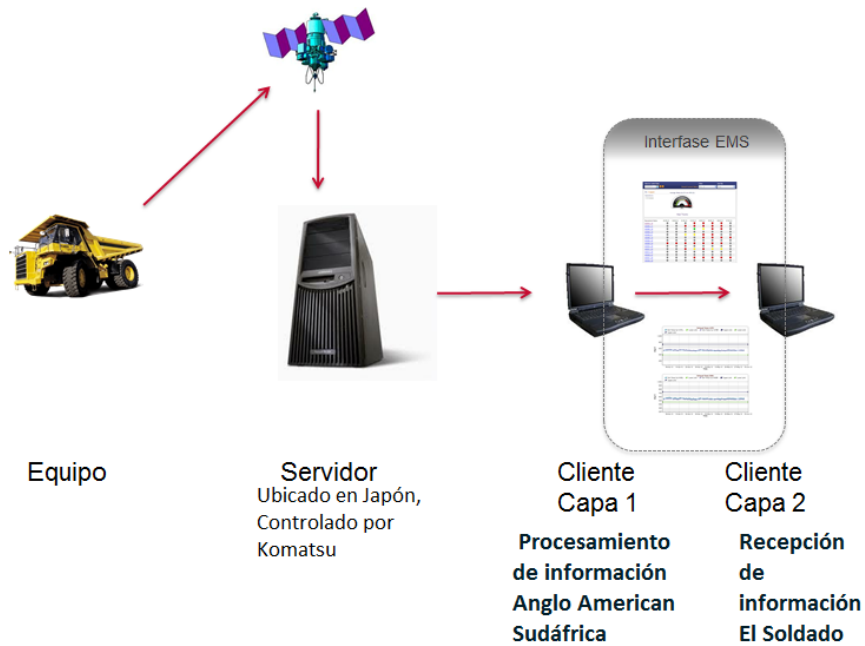 Interfase EMS
Equipo
Servidor
Ubicado en Japón,
Controlado por
Komatsu
Cliente
Capa 1
Procesamiento
de información
Anglo American
Sudáfrica
Cliente
Capa 2
Recepción
de
información
El Soldado